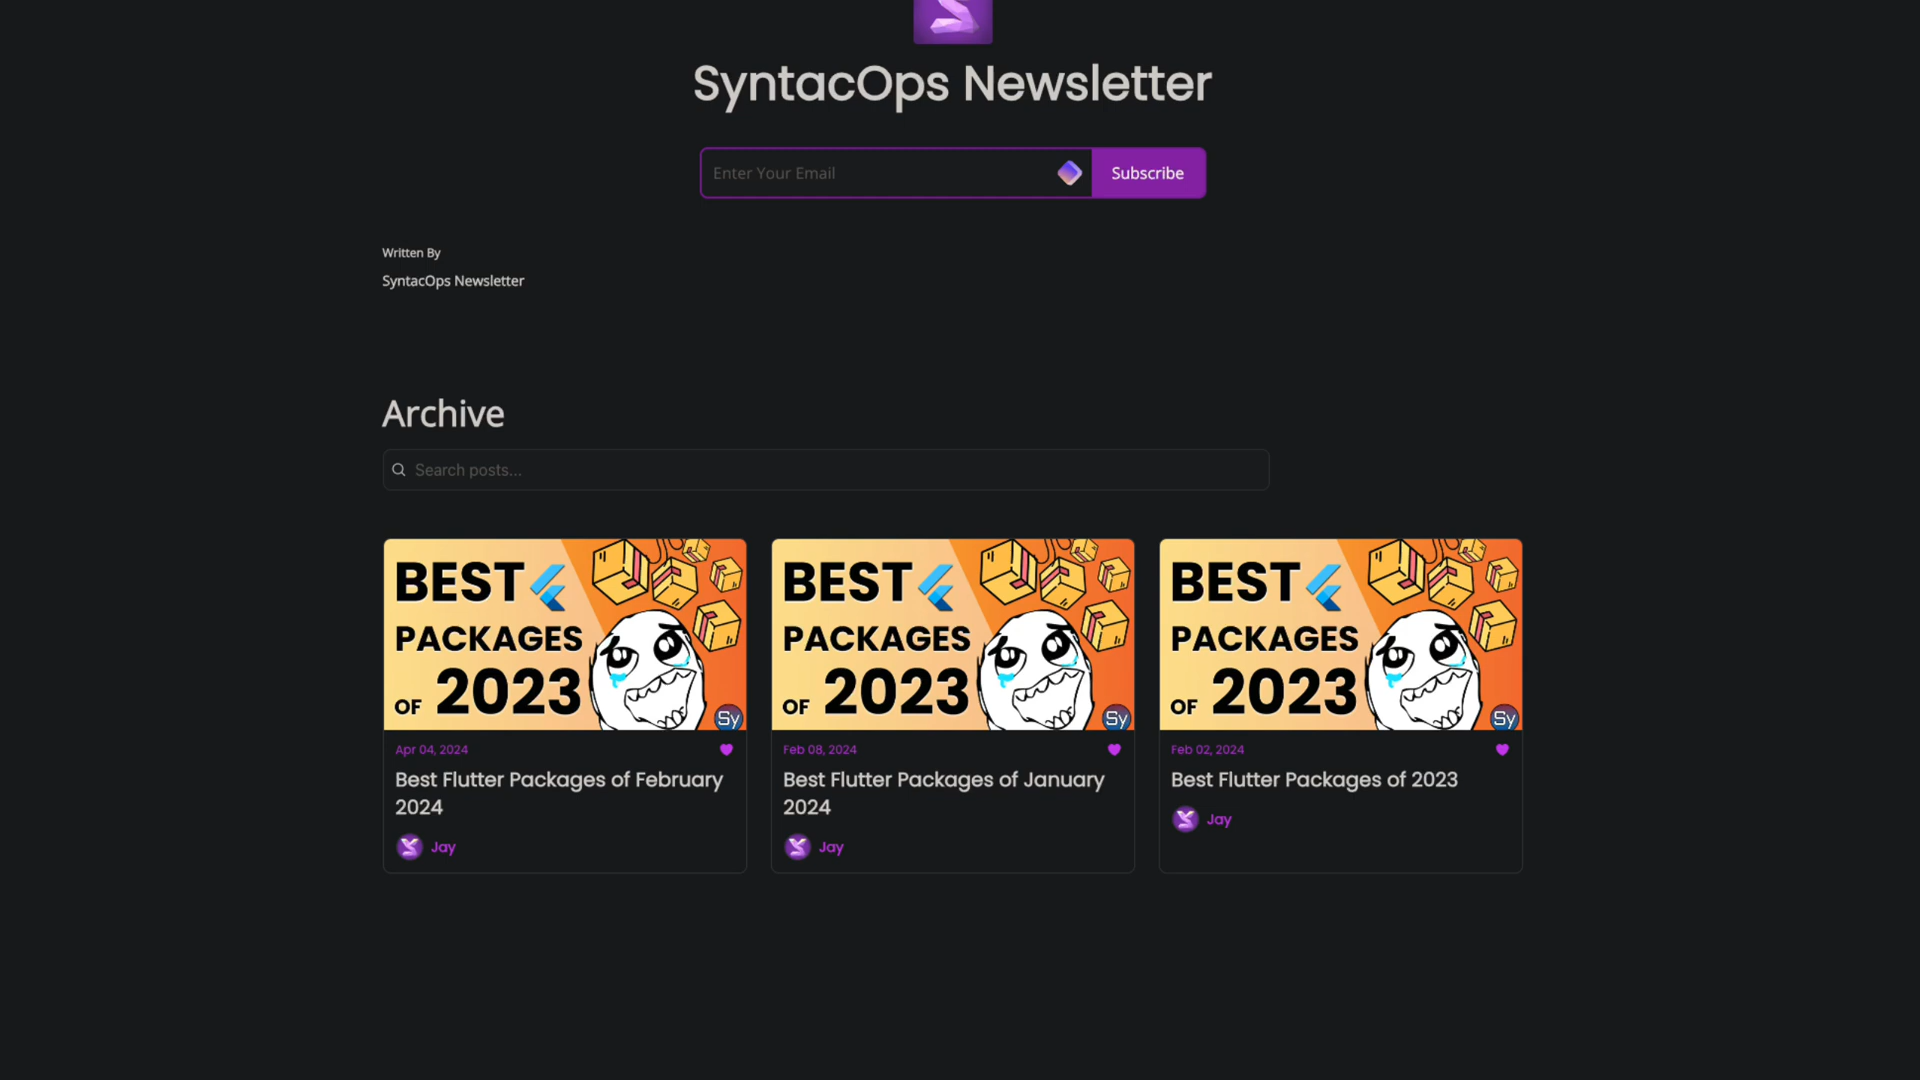 SyntacOps Newsletter
Enter Your Email
Subscribe
Written By
SyntacOps Newsletter
Archive
Search posts...
BEST
PACKAGES
OF 2023
Sy
Apr 04, 2024
Best Flutter Packages of February
2024
Jay
BEST
PACKAGES
OF 2023
Sy
Feb 08, 2024
Best Flutter Packages of January
2024
Jay
BEST
PACKAGES
OF 2023
Sy
Feb 02, 2024
Best Flutter Packages of 2023
Jay